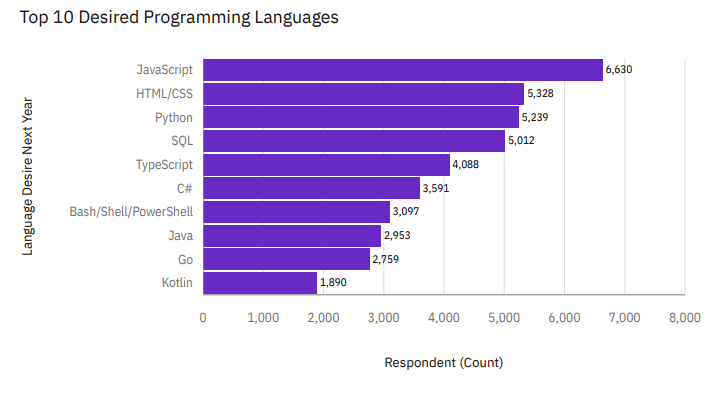 Top 10 Desired Programming Languages
Language Desire Next Year
JavaScript 6,630
HTML/CSS 5,328
Python 5,239
SQL 5,012
TypeScript 4,088
C# 3,591
Bash/Shell/PowerShell 3,097
Java 2,953
Go 2,759
Kotlin 1,890
0 1,000 2,000 3,000 4,000 5,000 6,000 7,000 8,000
Respondent (Count)